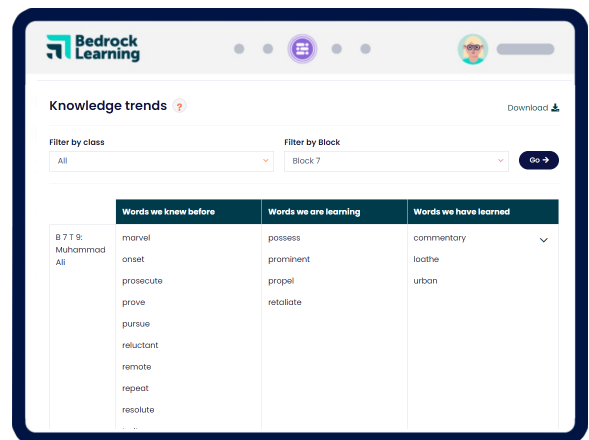 Bedrock
Learning
Knowledge trends ?
Download
Filter by class
Filter by Block
All
Block 7
Go
Words we knew before
Words we are learning
Words we have learned
B 7 T 9:
Muhammad
Ali
marvel
possess
commentary
onset
prominent
loathe
prosecute
propel
urban
prove
retaliate
pursue
reluctant
remote
repeat
resolute